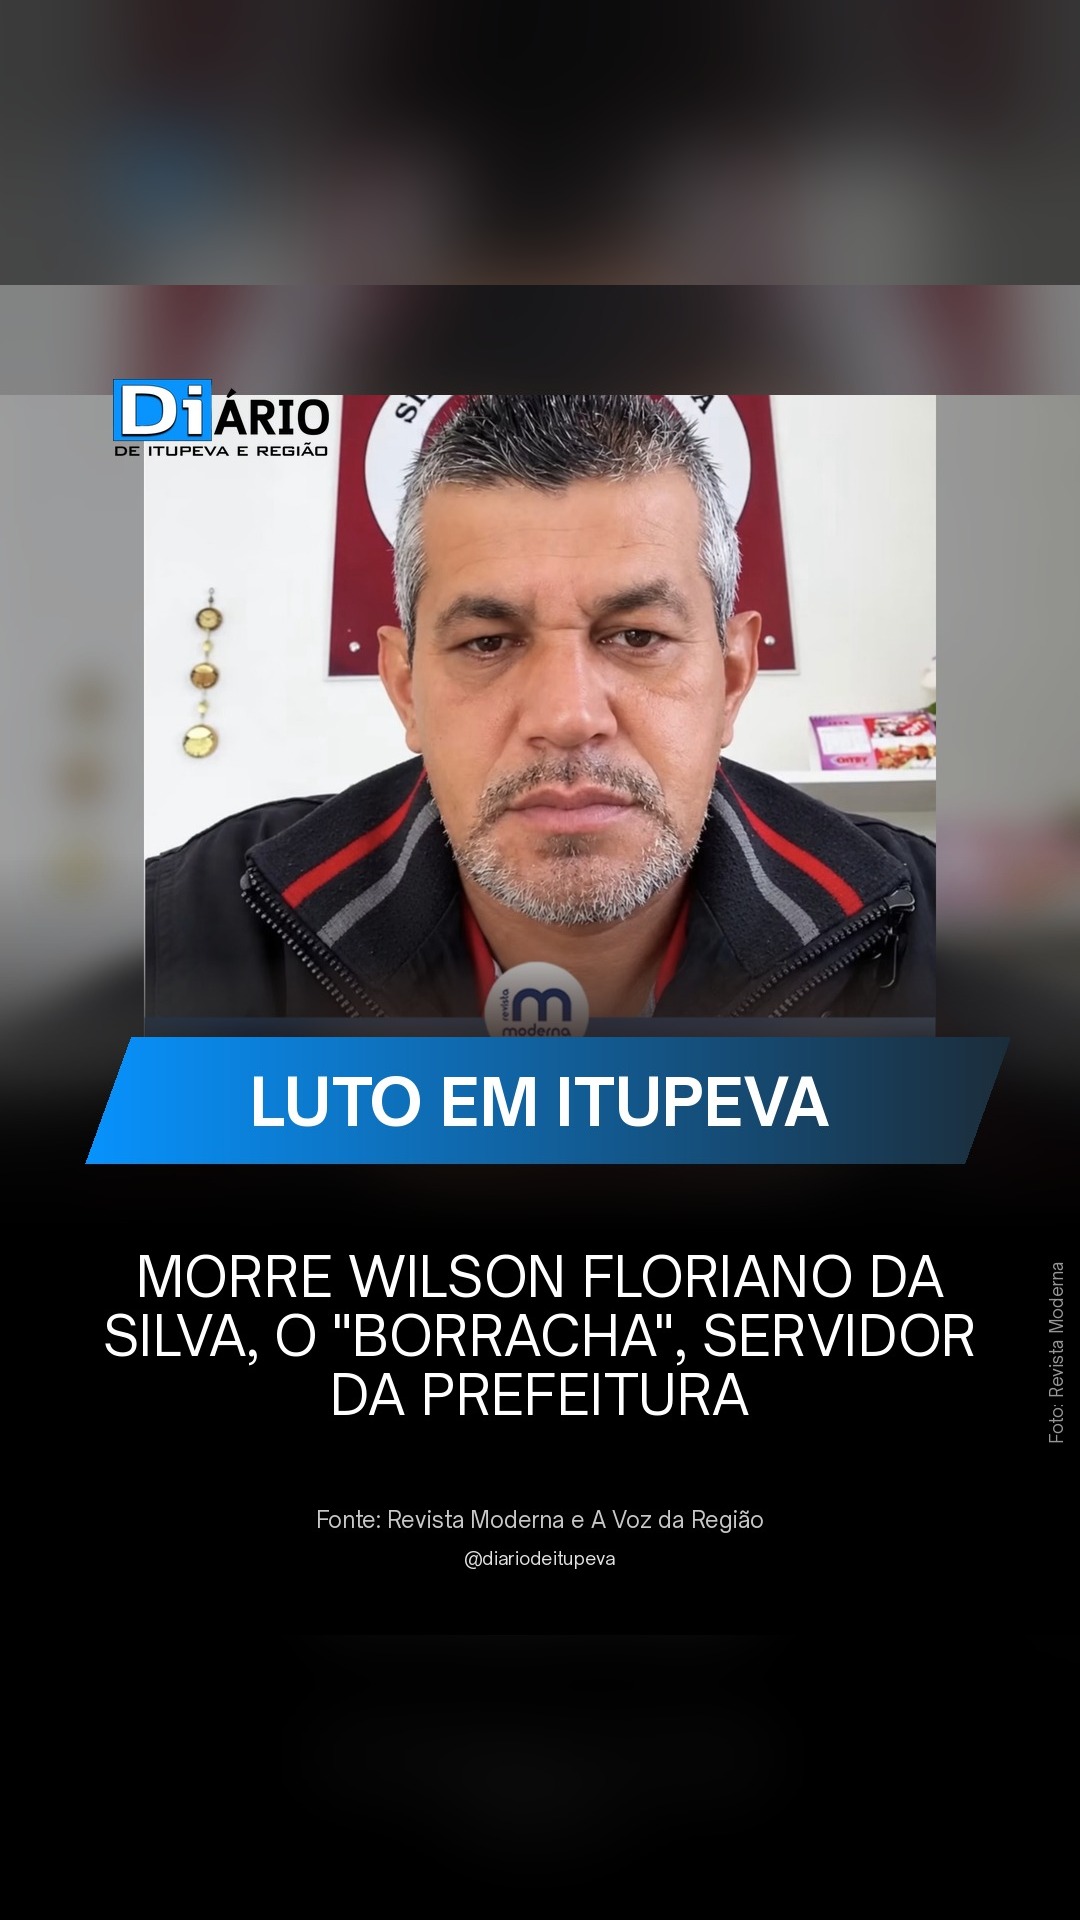 DiÁRIO
DE ITUPEVA E REGIÃO
revista
moderna
LUTO EM ITUPEVA
MORRE WILSON FLORIANO DA
SILVA, O "BORRACHA", SERVIDOR
DA PREFEITURA
Foto: Revista Moderna
Fonte: Revista Moderna e A Voz da Região
@diariodeitupeva